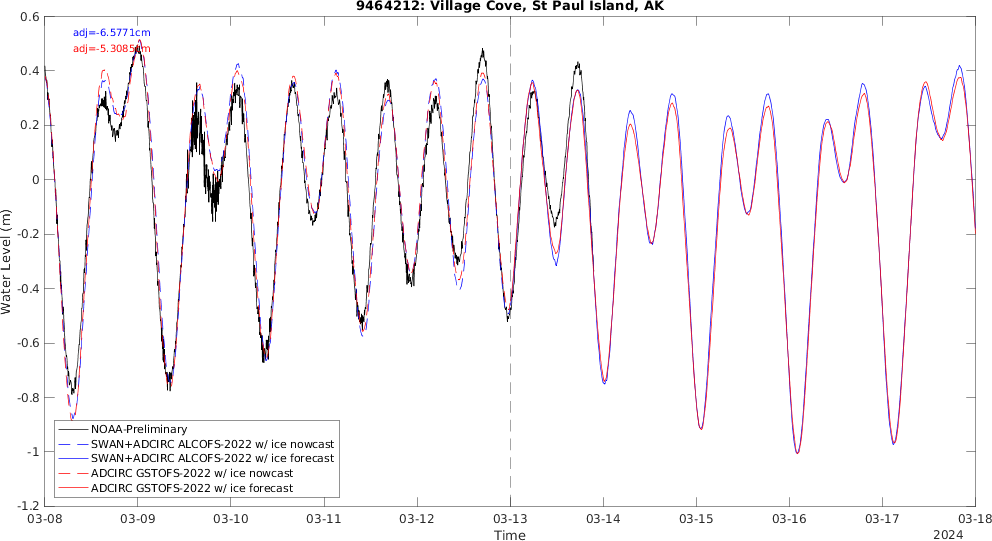 9464212: Village Cove, St Paul Island, AK
adj=-6.5771cm
adj=-5.3085cm
0.6
0.4
0.2
0
-0.2
-0.4
-0.6
-0.8
-1
-1.2
Water Level (m)
NOAA-Preliminary
SWAN+ADCIRC ALCOFS-2022 w/ ice nowcast
SWAN+ADCIRC ALCOFS-2022 w/ ice forecast
ADCIRC GSTOFS-2022 w/ ice nowcast
ADCIRC GSTOFS-2022 w/ ice forecast
03-08 03-09 03-10 03-11 03-12 03-13 03-14 03-15 03-16 03-17 03-18
Time
2024